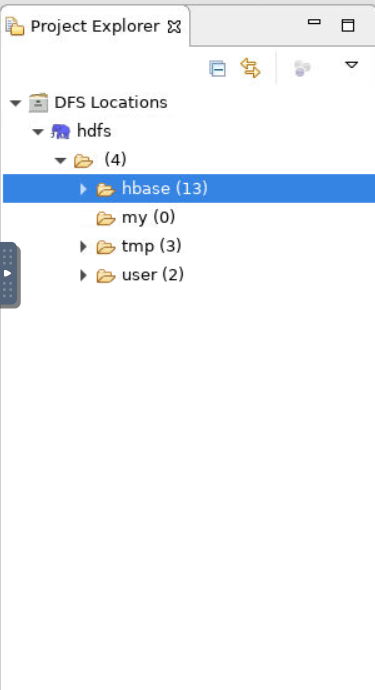 Project Explorer
DFS Locations
hdfs
(4)
hbase (13)
my (0)
tmp (3)
user (2)